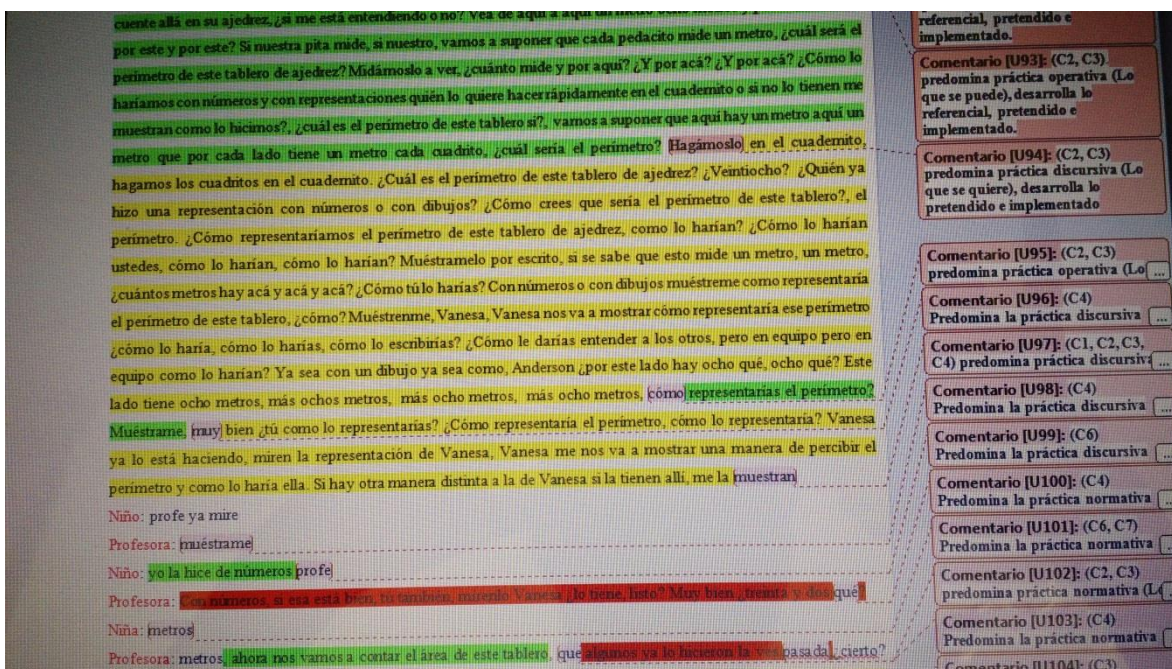 cuente allá en su ajedrez, ¿si me está entendiendo o no? Vea de aquí a aquí un metro
por este y por este? Si nuestra pita mide, si nuestro, vamos a suponer que cada pedacito mide un metro, ¿cuál será el
perímetro de este tablero de ajedrez? Midámoslo a ver, ¿cuánto mide y por aquí? ¿Y por acá? ¿Y por acá? ¿Cómo lo
haríamos con números y con representaciones quién lo quiere hacer rápidamente en el cuadernito o si no lo tienen me
muestran como lo hicimos?, ¿cuál es el perímetro de este tablero si?, vamos a suponer que aquí hay un metro aquí un
metro que por cada lado tiene un metro cada cuadrito, ¿cuál sería el perímetro? Hagámoslo en el cuadernito,
hagamos los cuadritos en el cuadernito. ¿Cuál es el perímetro de este tablero de ajedrez? ¿Veintiocho? ¿Quién ya
hizo una representación con números o con dibujos? ¿Cómo crees que sería el perímetro de este tablero?, el
perímetro. ¿Cómo representaríamos el perímetro de este tablero de ajedrez, como lo harían? ¿Cómo lo harían
ustedes, cómo lo harían, cómo lo harían? Muéstramelo por escrito, si se sabe que esto mide un metro, un metro,
¿cuántos metros hay acá y acá y acá? ¿Cómo tú lo harías? Con números o con dibujos muéstreme como representaría
el perímetro de este tablero, ¿cómo? Muéstrenme, Vanesa, Vanesa nos va a mostrar cómo representaría ese perímetro
¿cómo lo haría, cómo lo harías, cómo lo escribirías? ¿Cómo le darías entender a los otros, pero en equipo pero en
equipo como lo harían? Ya sea con un dibujo ya sea como, Anderson ¿por este lado hay ocho qué, ocho qué? Este
lado tiene ocho metros, más ochos metros, más ocho metros, más ocho metros, cómo representarías el perímetro?
Muéstrame, muy bien ¿tú como lo representarías? ¿Cómo representaría el perímetro, cómo lo representaría? Vanesa
ya lo está haciendo, miren la representación de Vanesa, Vanesa me nos va a mostrar una manera de percibir el
perímetro y como lo haría ella. Si hay otra manera distinta a la de Vanesa si la tienen allí, me la muestran
Niño: profe ya mire
Profesora: muéstrame
Niño: yo la hice de números profe
Profesora: Con números, si esa está bien, tu también, mírenlo Vanesa ¿lo tiene, listo? Muy bien ¿treinta y dos qué?
Niña: metros
Profesora: metros, ahora nos vamos a contar el área de este tablero, que algunos ya lo hicieron la vez pasada ¿cierto?
referencial, pretendido e
implementado.
Comentario [U93]: (C2, C3)
predomina práctica operativa (Lo
que se puede), desarrolla lo
referencial, pretendido e
implementado.
Comentario [U94]: (C2, C3)
predomina práctica discursiva (Lo
que se quiere), desarrolla lo
pretendido e implementado
Comentario [U95]: (C2, C3)
predomina práctica operativa (Lo ...
Comentario [U96]: (C4)
Predomina la práctica discursiva ...
Comentario [U97]: (C1, C2, C3,
C4) predomina práctica discursiva ...
Comentario [U98]: (C4)
Predomina la práctica discursiva ...
Comentario [U99]: (C6)
Predomina la práctica discursiva ...
Comentario [U100]: (C4)
Predomina la práctica normativa ...
Comentario [U101]: (C6, C7)
Predomina la práctica normativa
Comentario [U102]: (C2, C3)
predomina práctica normativa (Lo
Comentario [U103]: (C4)
Predomina la práctica normativa
Comentario [U104]: (C3)